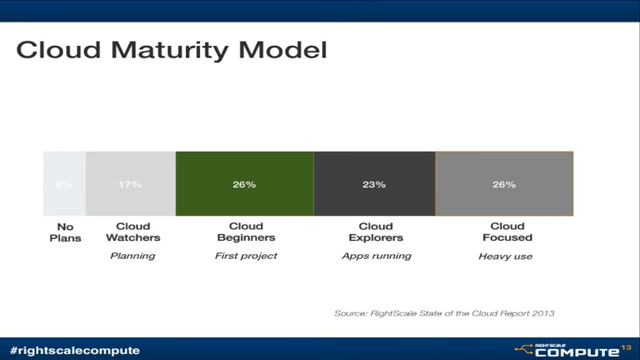 Cloud Maturity Model
8% 17% 26% 23% 26%
No Plans
Cloud Watchers
Planning
Cloud Beginners
First project
Cloud Explorers
Apps running
Cloud Focused
Heavy use
Source: RightScale State of the Cloud Report 2013
#rightscalecompute
RIGHTSCALE
COMPUTE 13